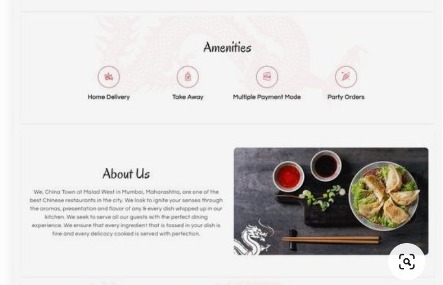 Amenities
Home Delivery
Take Away
Multiple Payment Mode
Party Orders
About Us
We, China Town at Malad West in Mumbai, Maharashtra, are one of the
best Chinese restaurants in the city. We look to ignite your senses through
the aromas, presentation and flavor of any & every dish whipped up in our
kitchen. We seek to serve all our guests with the perfect dining
experience. We ensure that every ingredient that is tossed in your dish is
fine and every delicacy cooked is served with perfection.